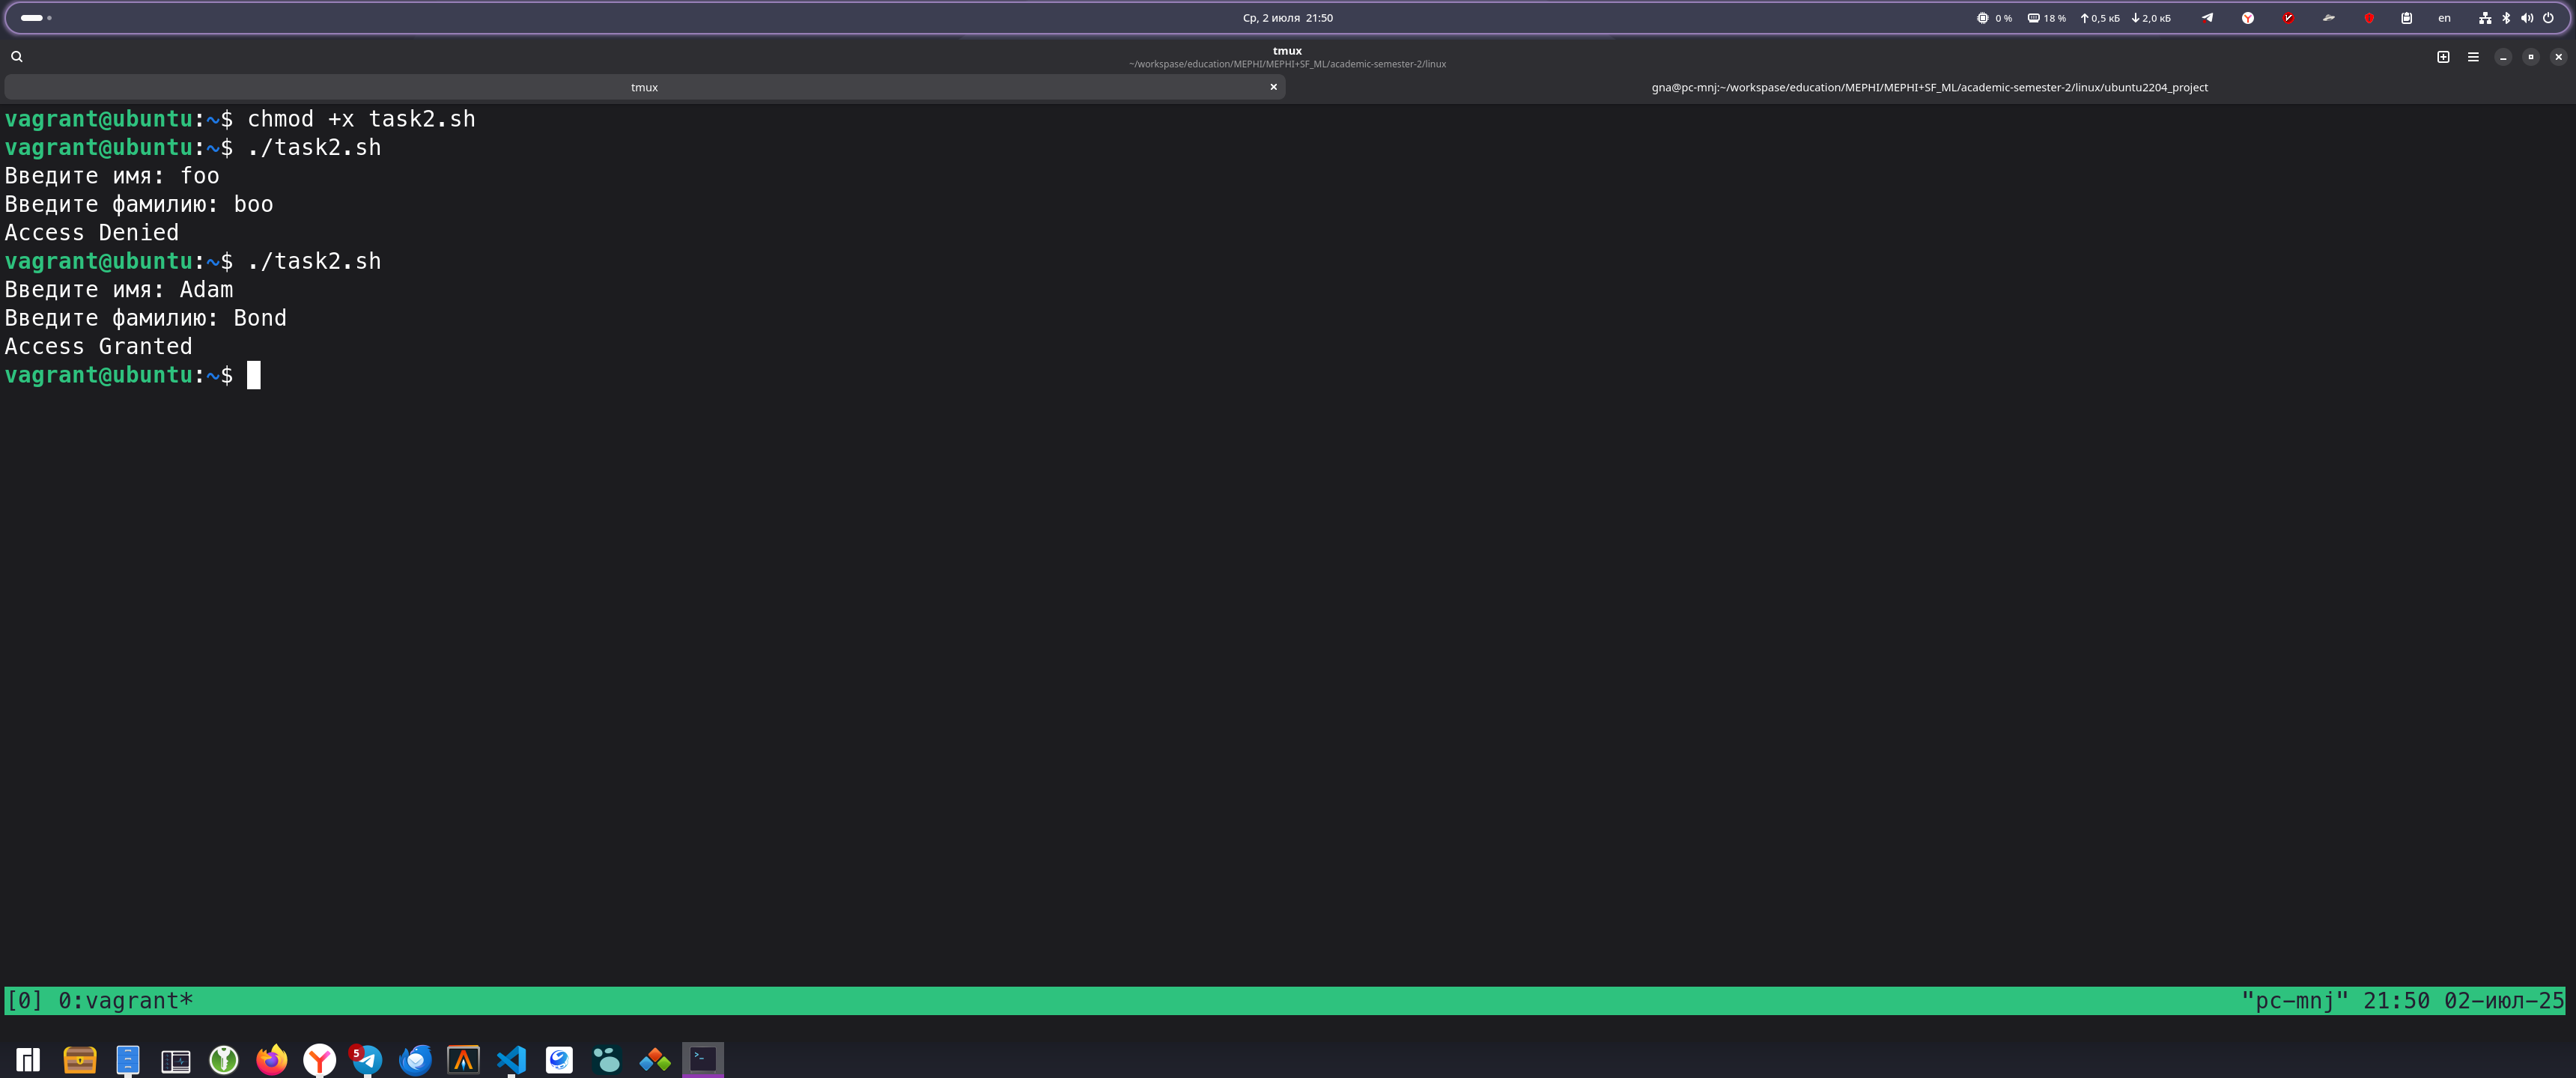 Ср, 2 июля 21:50
0 % 18 % 0,5 кБ 2,0 кБ en
tmux
~/workspase/education/MEPHI/MEPHI+SF_ML/academic-semester-2/linux
tmux
gna@pc-mnj:~/workspase/education/MEPHI/MEPHI+SF_ML/academic-semester-2/linux/ubuntu2204_project
vagrant@ubuntu:~$ chmod +x task2.sh
vagrant@ubuntu:~$ ./task2.sh
Введите имя: foo
Введите фамилию: boo
Access Denied
vagrant@ubuntu:~$ ./task2.sh
Введите имя: Adam
Введите фамилию: Bond
Access Granted
vagrant@ubuntu:~$
[0] 0:vagrant* "pc-mnj" 21:50 02-июл-25
5